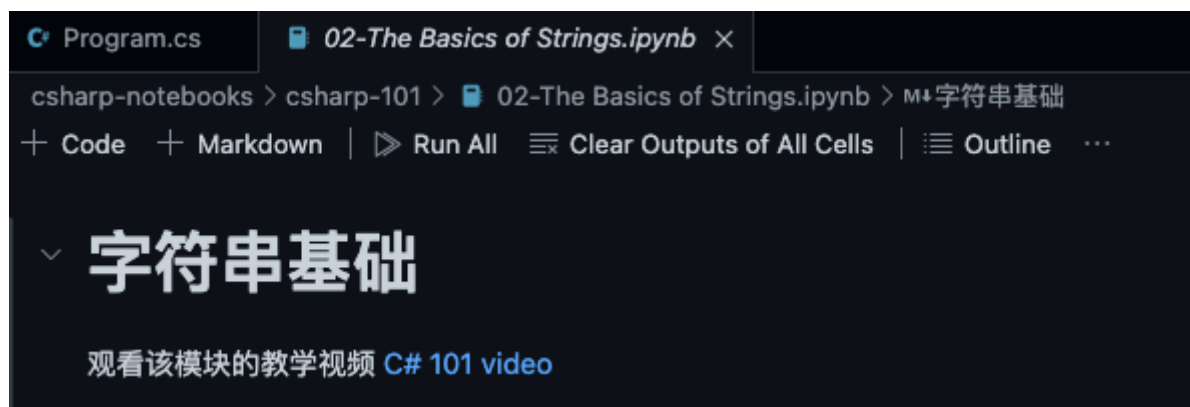 C# Program.cs 02-The Basics of Strings.ipynb ×
csharp-notebooks > csharp-101 > 02-The Basics of Strings.ipynb > M↓字符串基础
+ Code + Markdown | Run All Clear Outputs of All Cells | Outline ···
字符串基础
观看该模块的教学视频 C# 101 video